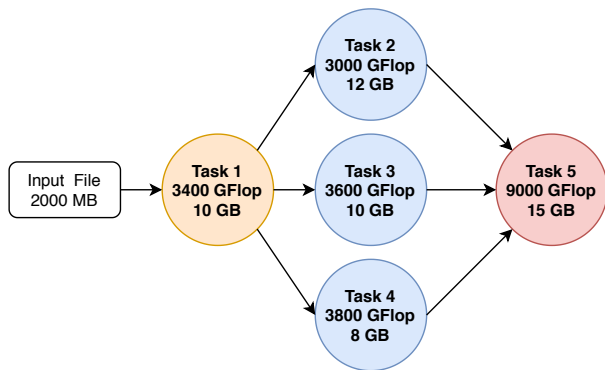 Input File
2000 MB
Task 1
3400 GFlop
10 GB
Task 2
3000 GFlop
12 GB
Task 3
3600 GFlop
10 GB
Task 4
3800 GFlop
8 GB
Task 5
9000 GFlop
15 GB